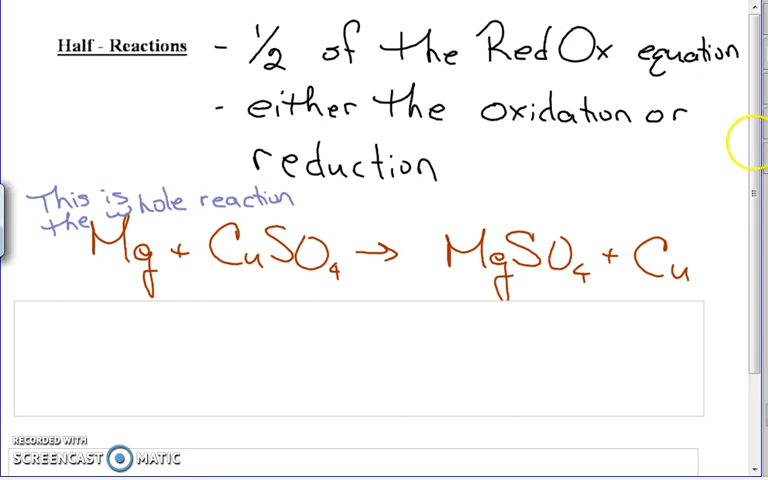 Half - Reactions - 1/2 of the RedOx equation
- either the oxidation or
reduction
This is
the whole reaction
Mg + CuSO4 → MgSO4 + Cu
RECORDED WITH
SCREENCAST MATIC